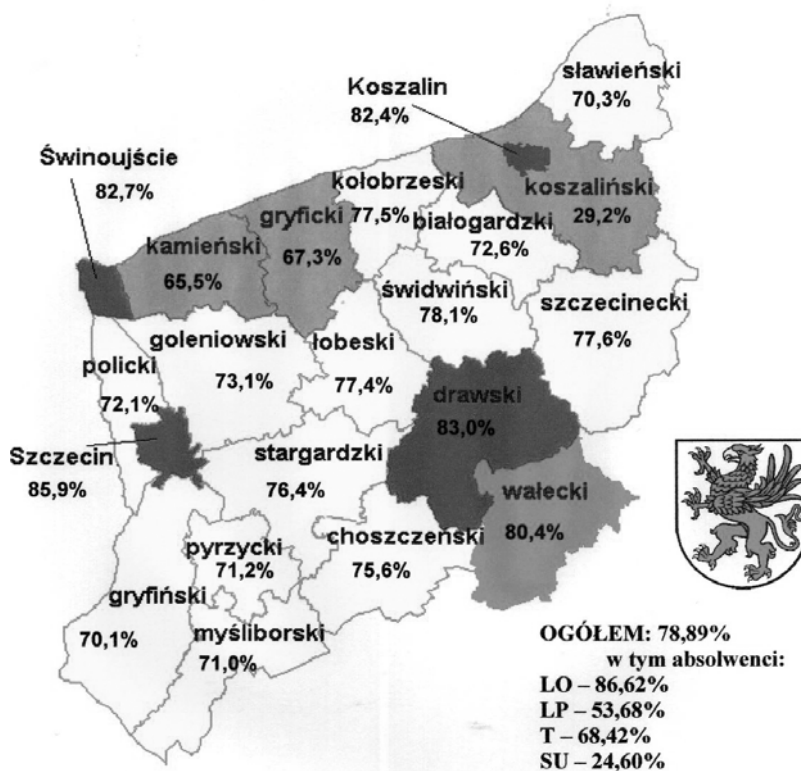 sławieński
70,3%
Koszalin
82,4%
Świnoujście
82,7%
kołobrzeski
77,5%
koszaliński
29,2%
gryficki
67,3%
białogardzki
72,6%
kamieński
65,5%
świdwiński
78,1%
szczecinecki
77,6%
goleniowski
73,1%
łobeski
77,4%
policki
72,1%
drawski
83,0%
Szczecin
85,9%
stargardzki
76,4%
wałecki
80,4%
choszczeński
75,6%
pyrzycki
71,2%
gryfiński
70,1%
myśliborski
71,0%
OGÓŁEM: 78,89%
w tym absolwenci:
LO – 86,62%
LP – 53,68%
T – 68,42%
SU – 24,60%